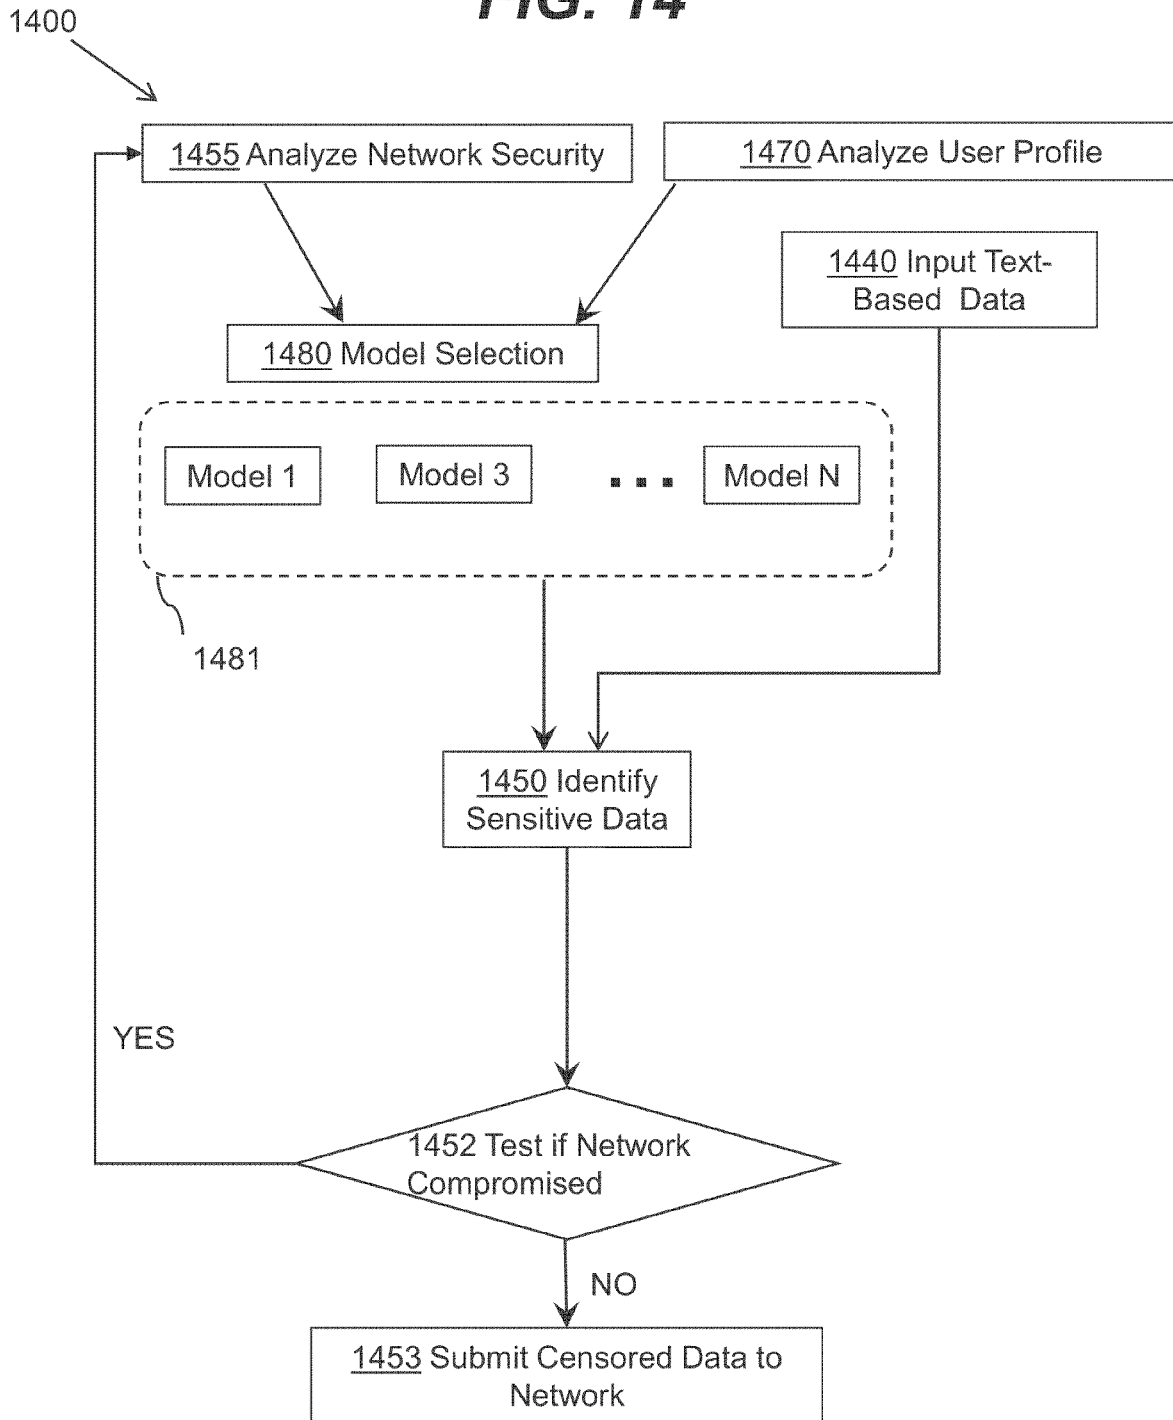 FIG. 14
1400
1455 Analyze Network Security
1470 Analyze User Profile
1440 Input Text-
Based Data
1480 Model Selection
Model 1
Model 3
...
Model N
1481
1450 Identify
Sensitive Data
YES
1452 Test if Network
Compromised
NO
1453 Submit Censored Data to
Network